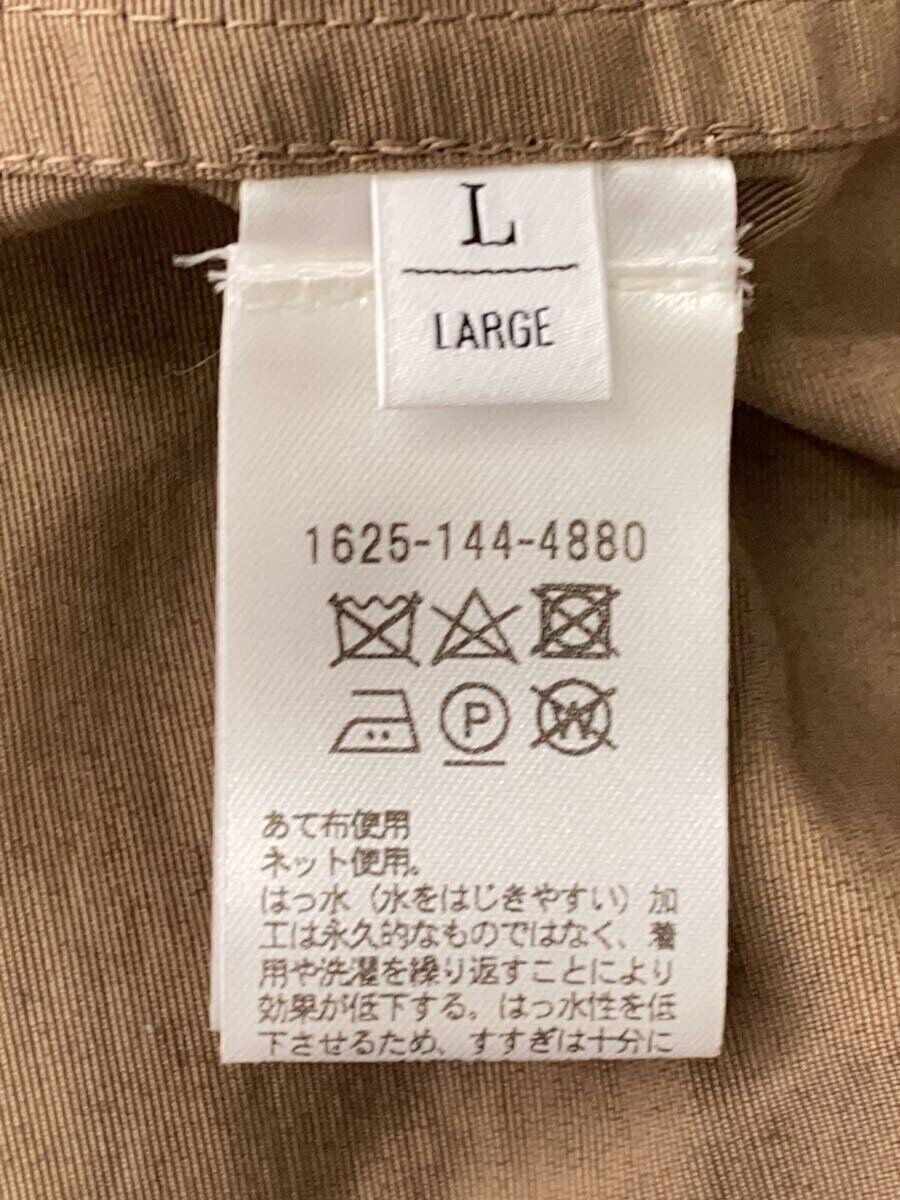 L
LARGE
1625-144-4880
P
W
あて布使用
ネット使用。
はっ水（水をはじきやすい）加
工は永久的なものではなく、着
用や洗濯を繰り返すことにより
効果が低下する。はっ水性を低
下させるため、すすぎは十分に